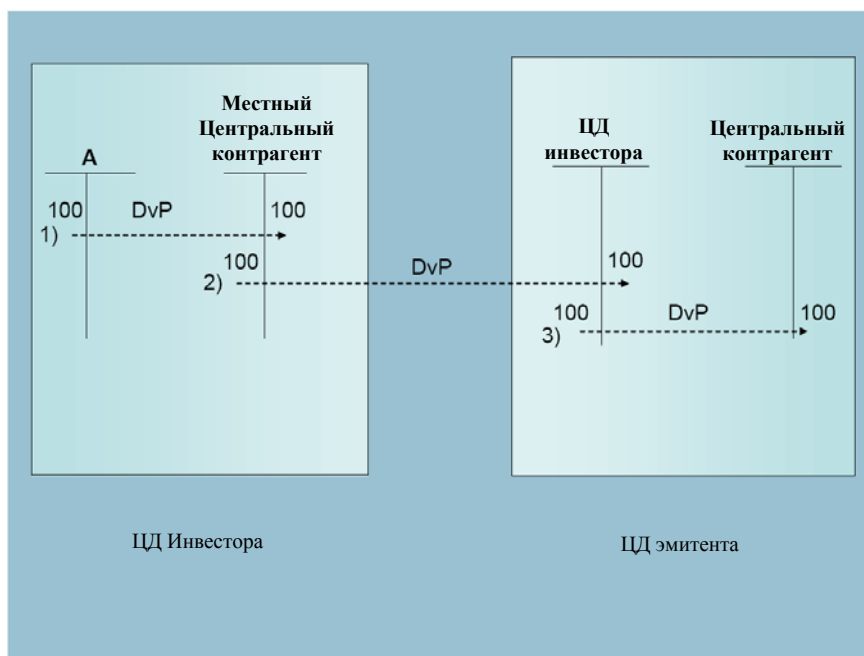 Местный
Центральный
контрагент
A
ЦД
инвестора
Центральный
контрагент
100 DvP 100
1)
100 DvP 100
2)
100 DvP 100
3)
ЦД Инвестора
ЦД эмитента